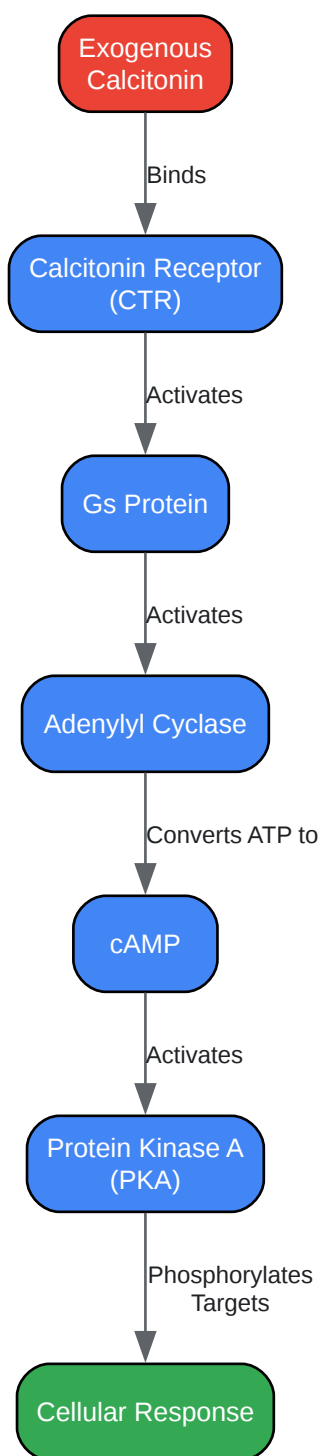 Exogenous
Calcitonin
Binds
Calcitonin Receptor
(CTR)
Activates
Gs Protein
Activates
Adenylyl Cyclase
Converts ATP to
cAMP
Activates
Protein Kinase A
(PKA)
Phosphorylates
Targets
Cellular Response